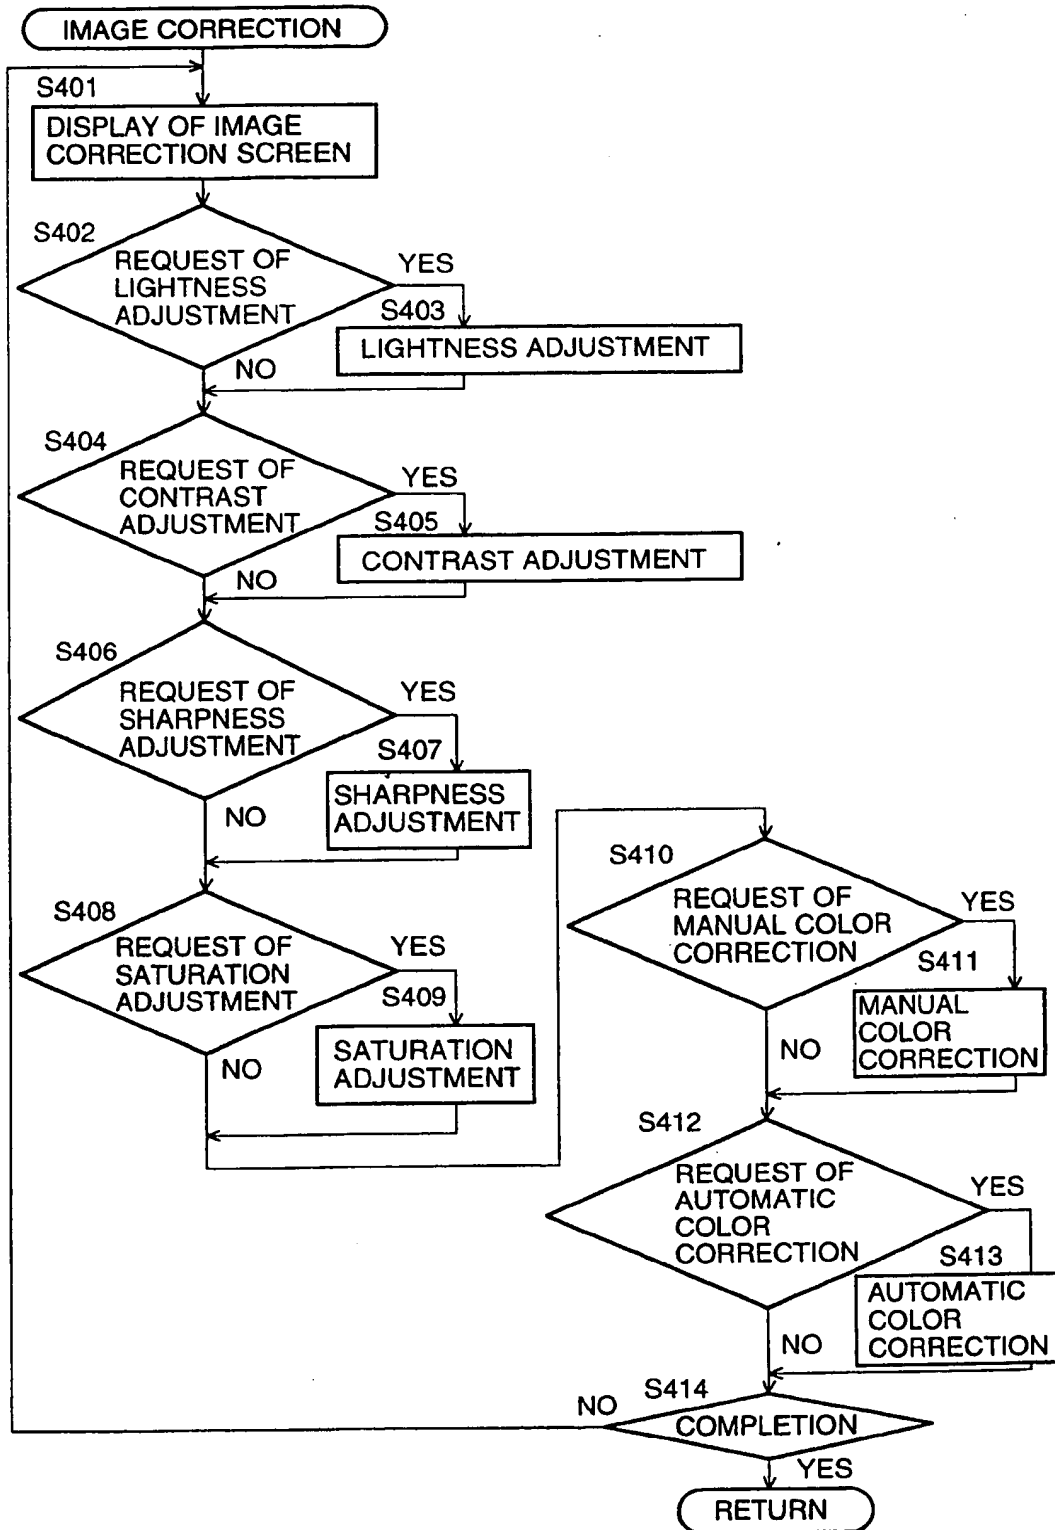 IMAGE CORRECTION
S401
DISPLAY OF IMAGE
CORRECTION SCREEN
S402
REQUEST OF
LIGHTNESS
ADJUSTMENT
YES
S403
LIGHTNESS ADJUSTMENT
NO
S404
REQUEST OF
CONTRAST
ADJUSTMENT
YES
S405
CONTRAST ADJUSTMENT
NO
S406
REQUEST OF
SHARPNESS
ADJUSTMENT
YES
S407
SHARPNESS
ADJUSTMENT
NO
S408
REQUEST OF
SATURATION
ADJUSTMENT
YES
S409
SATURATION
ADJUSTMENT
NO
S410
REQUEST OF
MANUAL COLOR
CORRECTION
YES
S411
MANUAL
COLOR
CORRECTION
NO
S412
REQUEST OF
AUTOMATIC
COLOR
CORRECTION
YES
S413
AUTOMATIC
COLOR
CORRECTION
NO
S414
COMPLETION
NO
YES
RETURN